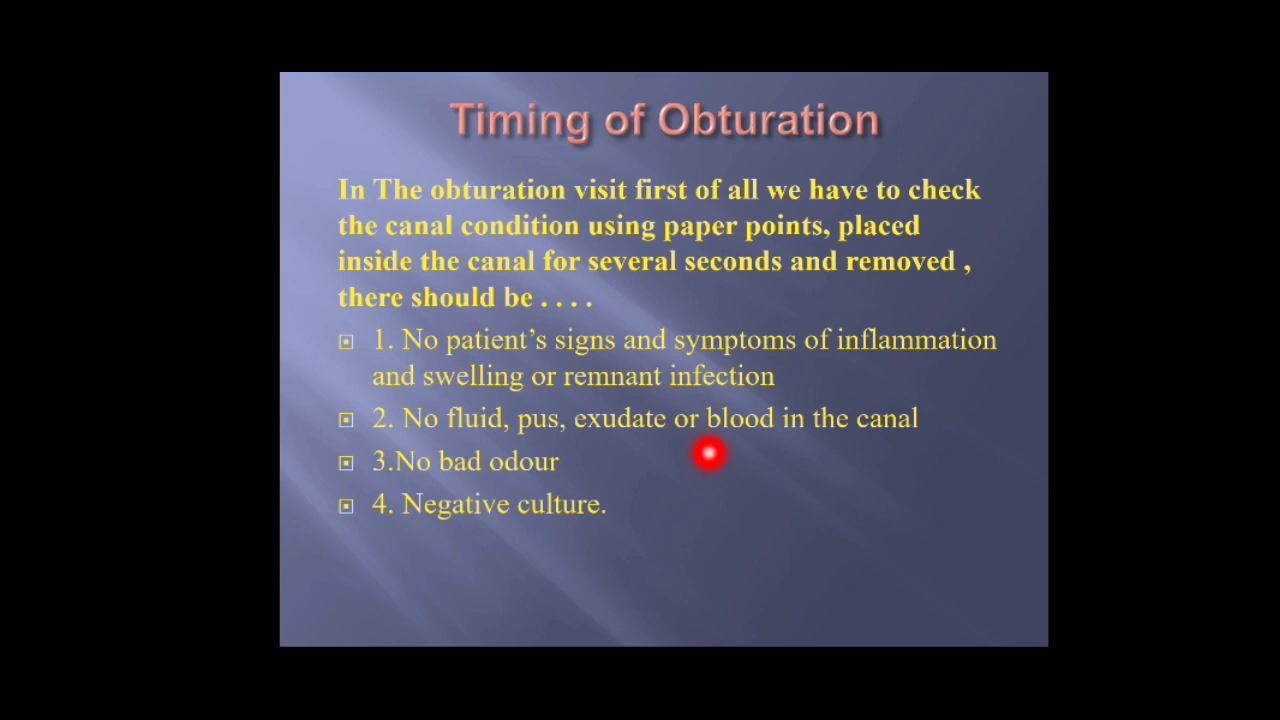 Timing of Obturation
In The obturation visit first of all we have to check
the canal condition using paper points, placed
inside the canal for several seconds and removed ,
there should be . . . .
1. No patient’s signs and symptoms of inflammation
and swelling or remnant infection
2. No fluid, pus, exudate or blood in the canal
3.No bad odour
4. Negative culture.